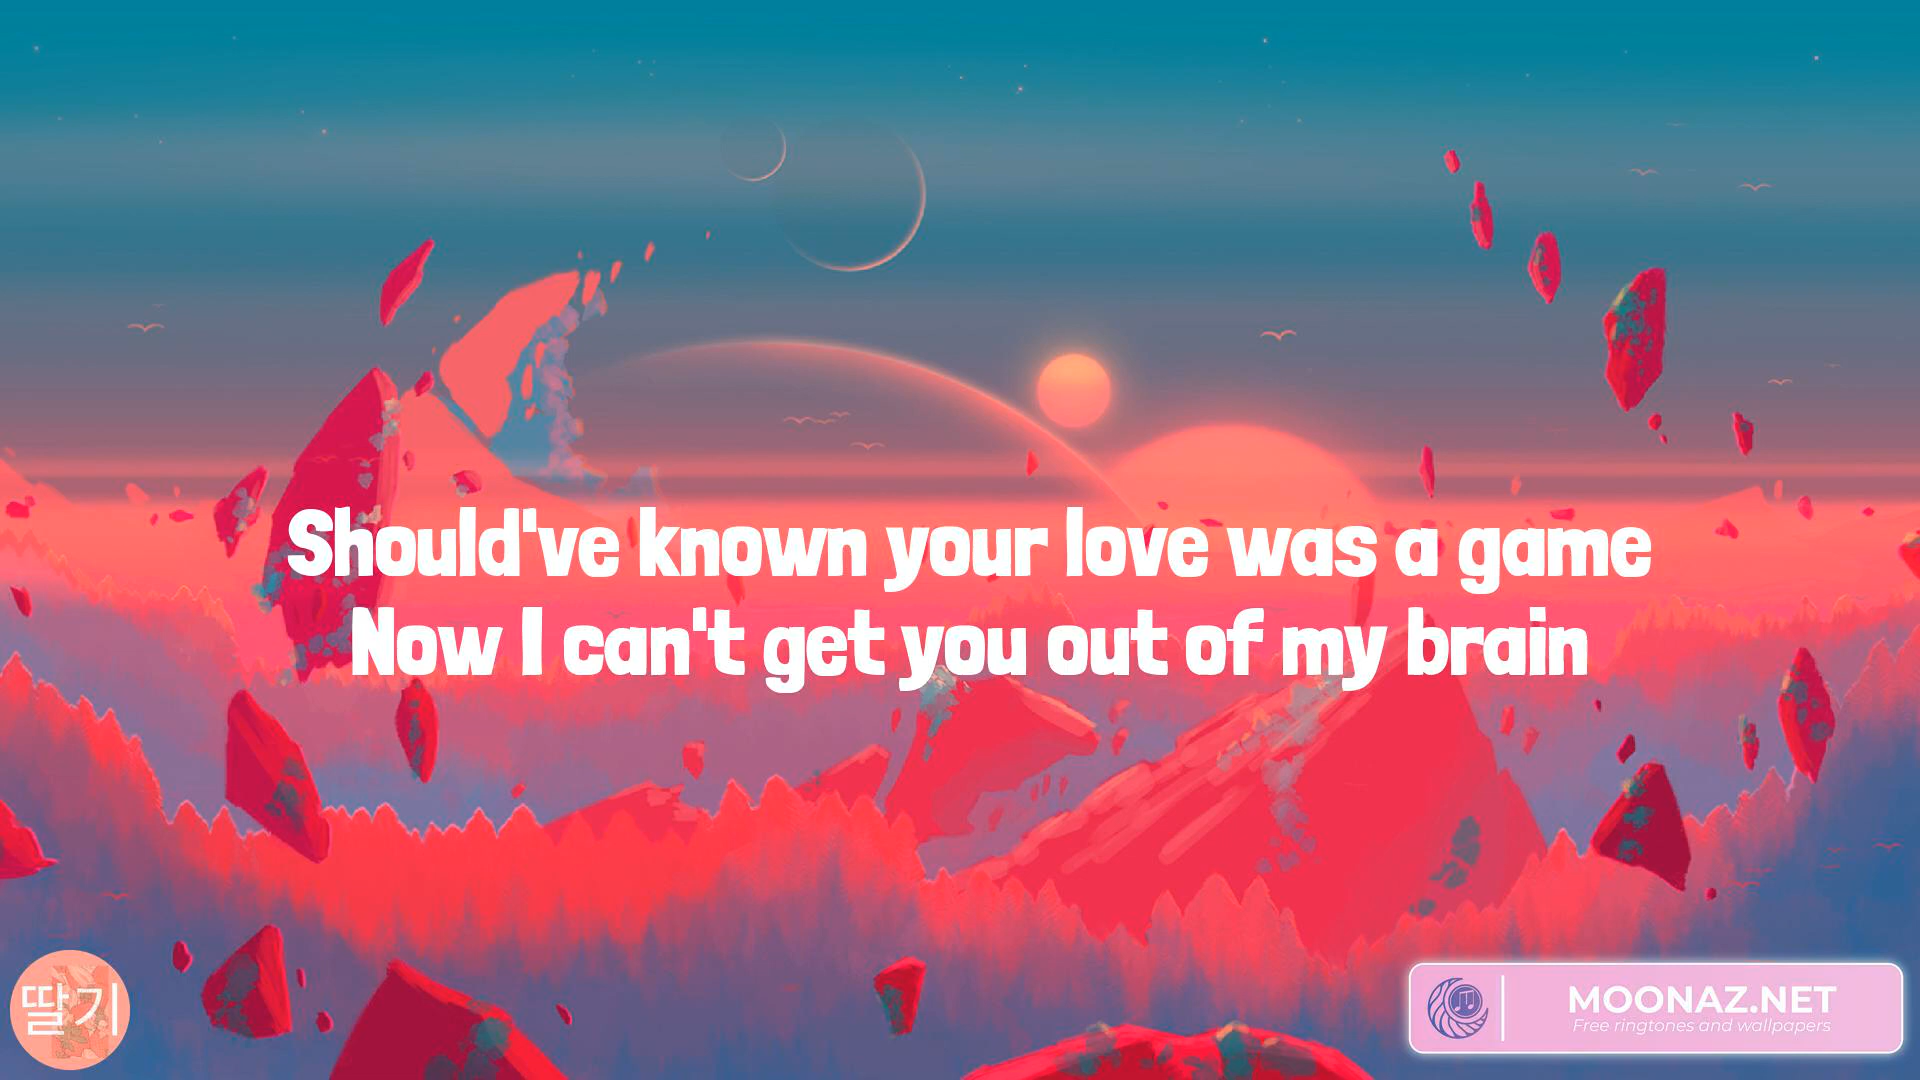 Should've known your love was a game
Now I can't get you out of my brain
딸기
MOONAZ.NET
Free ringtones and wallpapers